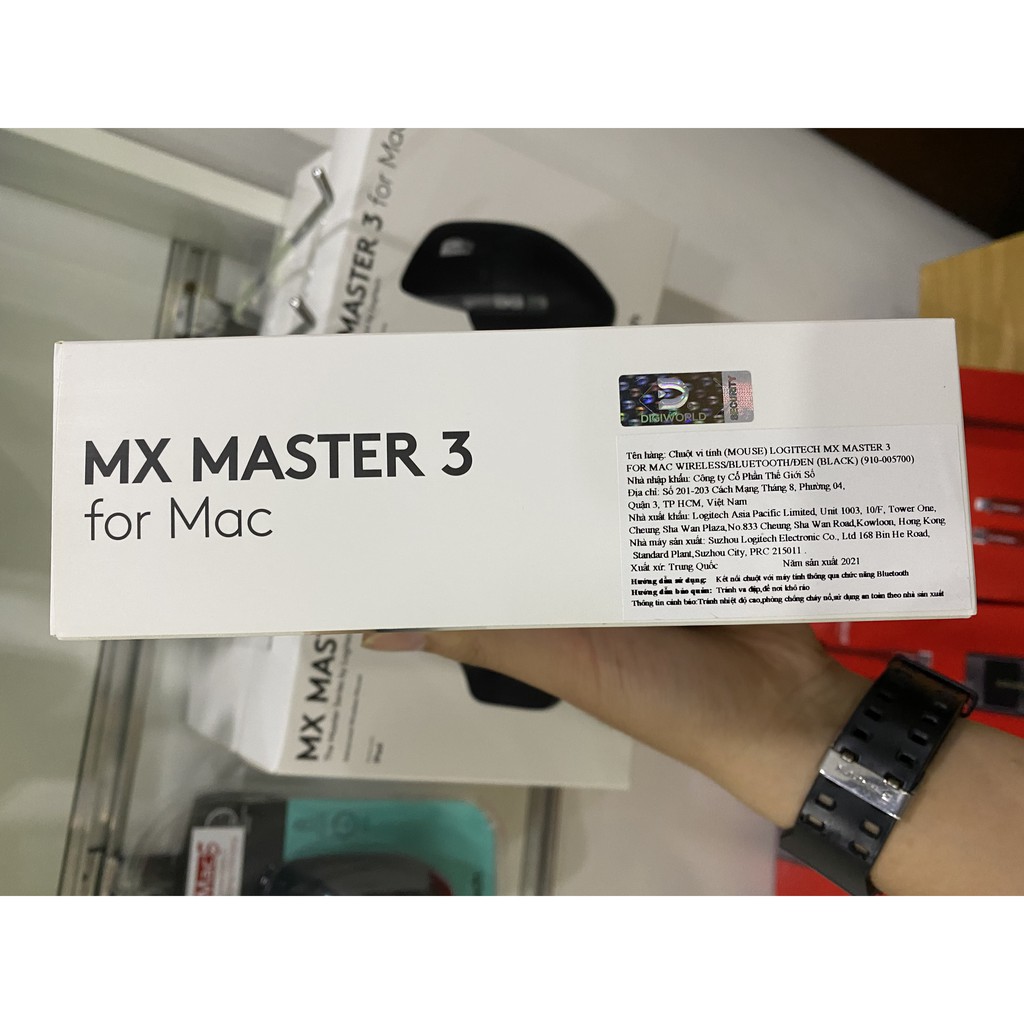 MASTER 3 for Mac
MX MASTER 3
for Mac
DIGIWORLD
SECURITY
Tên hàng: Chuột vi tính (MOUSE) LOGITECH MX MASTER 3
FOR MAC WIRELESS/BLUETOOTH/ĐEN (BLACK) (910-005700)
Nhà nhập khẩu: Công ty Cổ Phần Thế Giới Số
Địa chỉ: Số 201-203 Cách Mạng Tháng 8, Phường 04,
Quận 3, TP HCM, Việt Nam
Nhà xuất khẩu: Logitech Asia Pacific Limited, Unit 1003, 10/F, Tower One,
Cheung Sha Wan Plaza,No.833 Cheung Sha Wan Road,Kowloon, Hong Kong
Nhà máy sản xuất: Suzhou Logitech Electronic Co., Ltd 168 Bin He Road,
Standard Plant,Suzhou City, PRC 215011 .
Xuất xứ: Trung Quốc Năm sản xuất 2021
Hướng dẫn sử dụng: Kết nối chuột với máy tính thông qua chức năng Bluetooth
Hướng dẫn bảo quản: Tránh va đập,để nơi khô ráo
Thông tin cảnh báo:Tránh nhiệt độ cao,phòng chống cháy nổ,sử dụng an toàn theo nhà sản xuất
MX MAS
The Master Series by Logitech
iPad